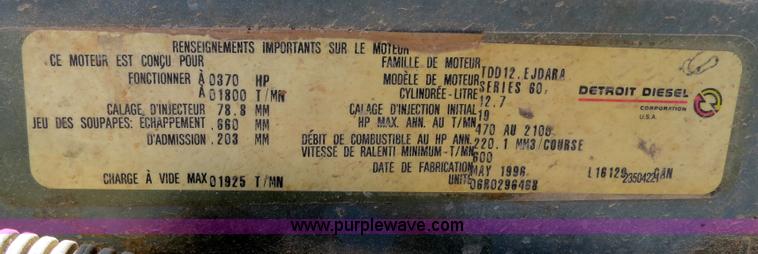 RENSEIGNEMENTS IMPORTANTS SUR LE MOTEUR
CE MOTEUR EST CONÇU POUR
FONCTIONNER À 0370 HP
À 01800 T/MN
CALAGE D'INJECTEUR 78.8 MM
JEU DES SOUPAPES: ÉCHAPPEMENT .660 MM
D'ADMISSION .203 MM
CHARGE À VIDE MAX 01925 T/MN
FAMILLE DE MOTEUR TDD12.EJDARA
MODÈLE DE MOTEUR SERIES 60,
CYLINDRÉE-LITRE 12.7
CALAGE D'INJECTION INITIAL 19
HP MAX. ANN. AU T/MN 470 AU 2100
DÉBIT DE COMBUSTIBLE AU HP ANN. 220.1 MM3/COURSE
VITESSE DE RALENTI MINIMUM-T/MN 600
DATE DE FABRICATION MAY 1996
UNITÉ 06R0296468
DETROIT DIESEL
CORPORATION
U.S.A.
L16129 CAN
23504221
www.purplewave.com